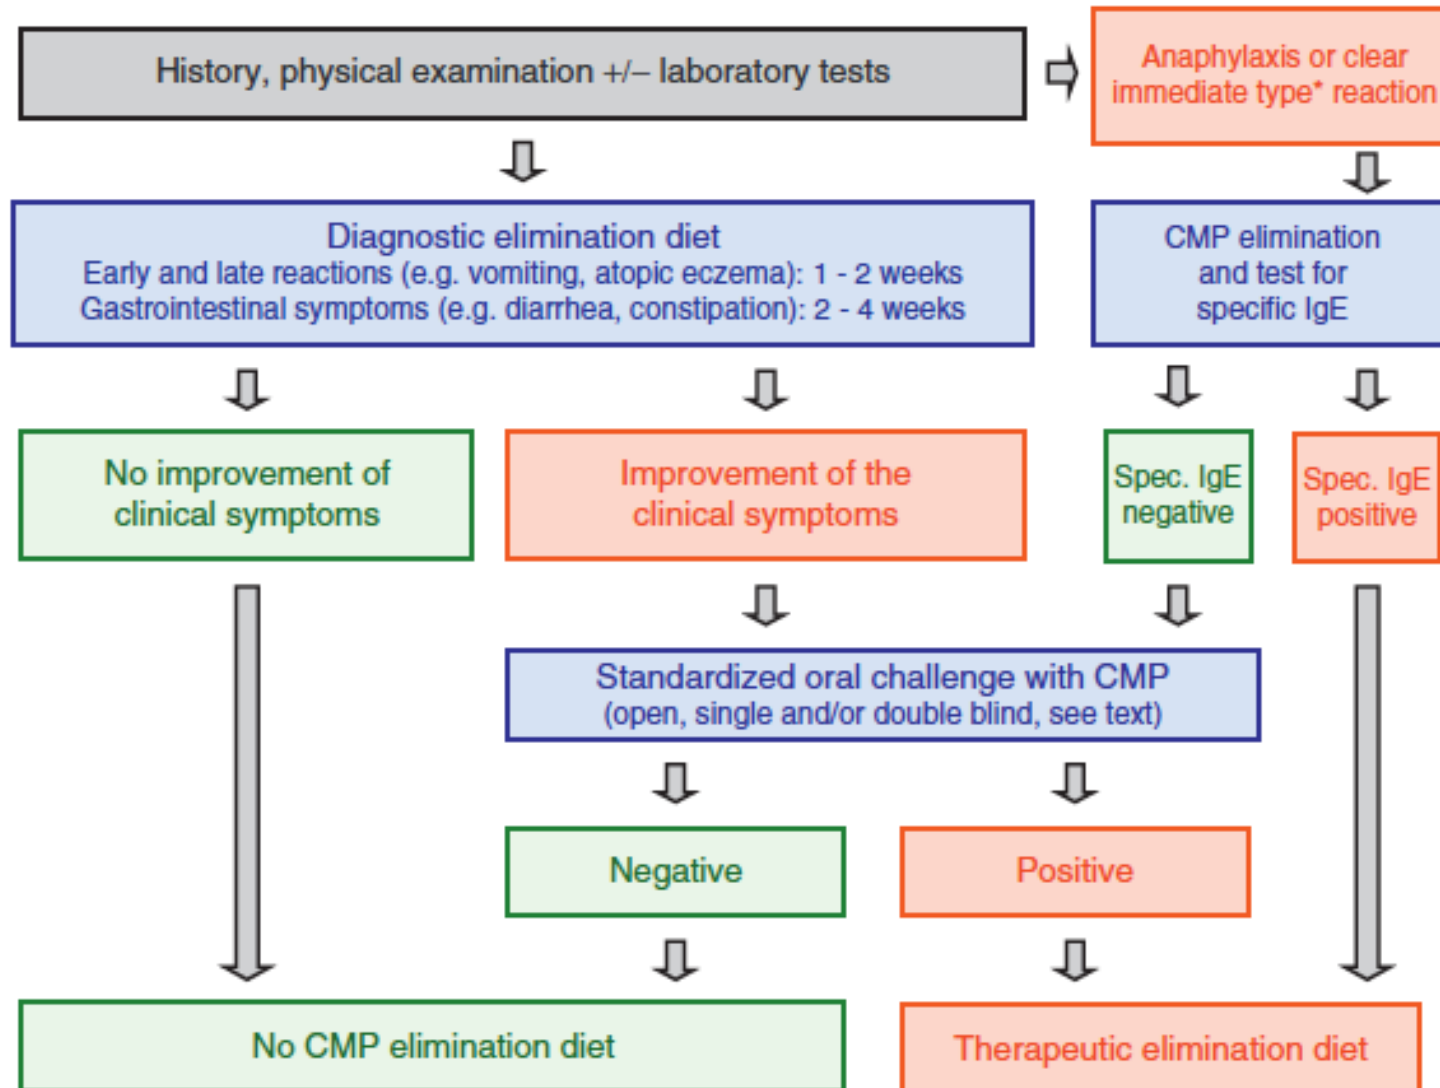 History, physical examination +/– laboratory tests
Anaphylaxis or clear
immediate type* reaction
Diagnostic elimination diet
Early and late reactions (e.g. vomiting, atopic eczema): 1 - 2 weeks
Gastrointestinal symptoms (e.g. diarrhea, constipation): 2 - 4 weeks
CMP elimination
and test for
specific IgE
No improvement of
clinical symptoms
Improvement of the
clinical symptoms
Spec. IgE
negative
Spec. IgE
positive
Standardized oral challenge with CMP
(open, single and/or double blind, see text)
Negative
Positive
No CMP elimination diet
Therapeutic elimination diet